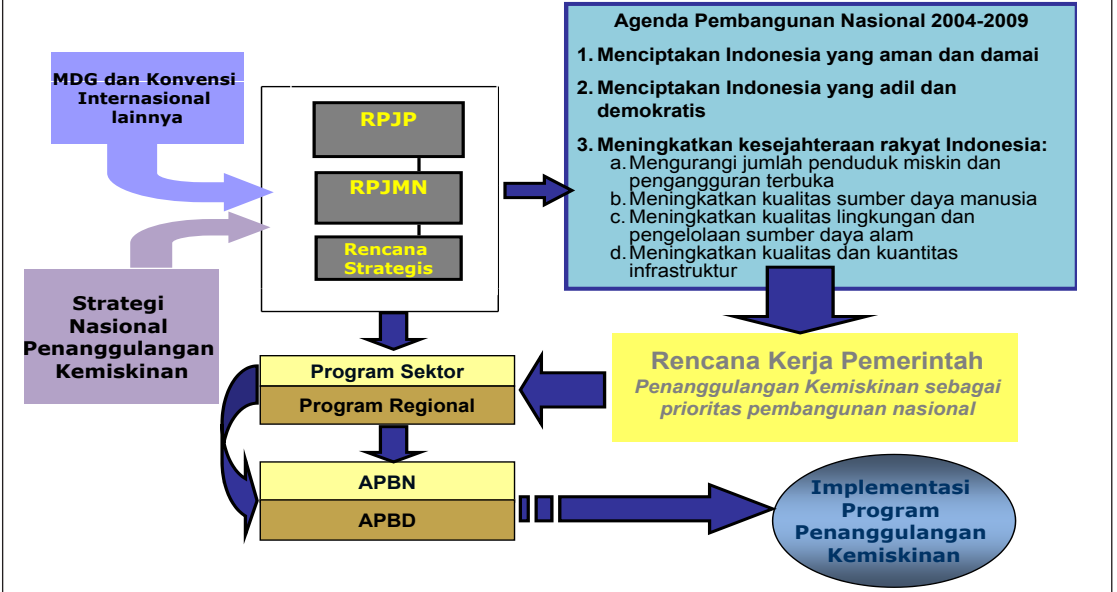 MDG dan Konvensi
Internasional
lainnya
Strategi
Nasional
Penanggulangan
Kemiskinan
RPJP
RPJMN
Rencana
Strategis
Agenda Pembangunan Nasional 2004-2009
1. Menciptakan Indonesia yang aman dan damai
2. Menciptakan Indonesia yang adil dan
demokratis
3. Meningkatkan kesejahteraan rakyat Indonesia:
a. Mengurangi jumlah penduduk miskin dan
pengangguran terbuka
b. Meningkatkan kualitas sumber daya manusia
c. Meningkatkan kualitas lingkungan dan
pengelolaan sumber daya alam
d. Meningkatkan kualitas dan kuantitas
infrastruktur
Rencana Kerja Pemerintah
Penanggulangan Kemiskinan sebagai
prioritas pembangunan nasional
Program Sektor
Program Regional
APBN
APBD
Implementasi
Program
Penanggulangan
Kemiskinan